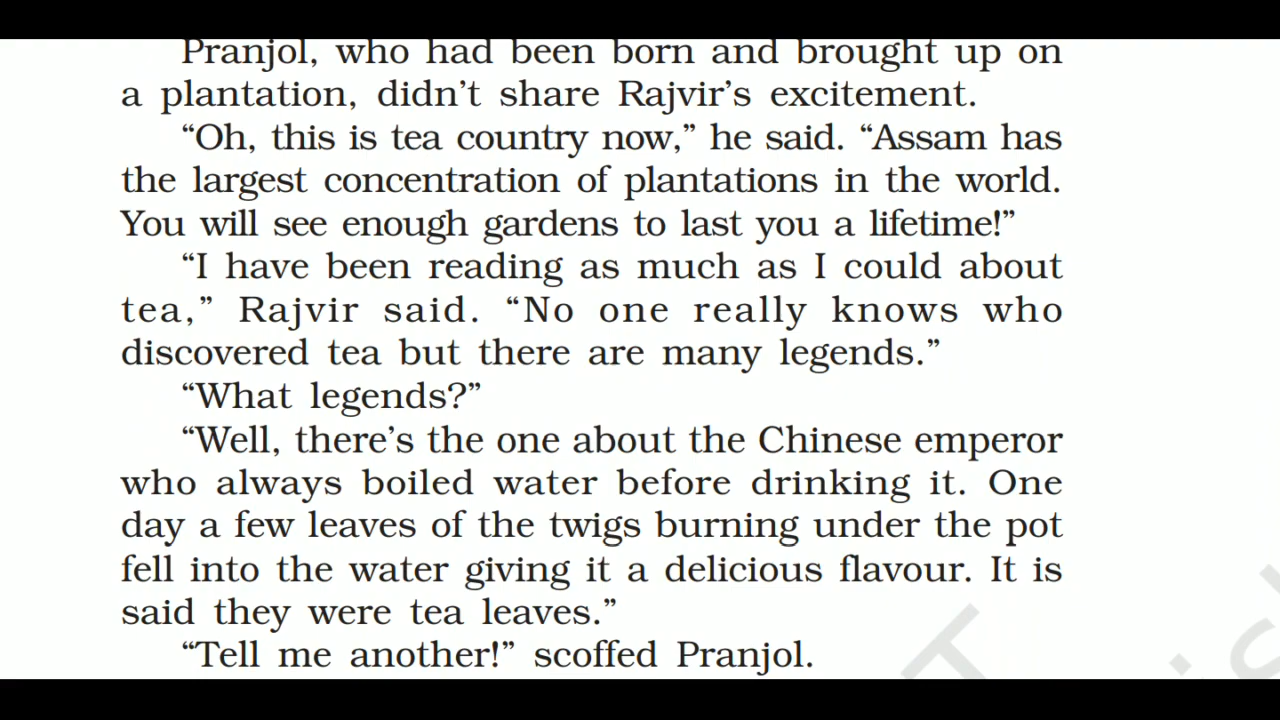 Pranjol, who had been born and brought up on
a plantation, didn’t share Rajvir’s excitement.
“Oh, this is tea country now,” he said. “Assam has
the largest concentration of plantations in the world.
You will see enough gardens to last you a lifetime!”
“I have been reading as much as I could about
tea,” Rajvir said. “No one really knows who
discovered tea but there are many legends.”
“What legends?”
“Well, there’s the one about the Chinese emperor
who always boiled water before drinking it. One
day a few leaves of the twigs burning under the pot
fell into the water giving it a delicious flavour. It is
said they were tea leaves.”
“Tell me another!” scoffed Pranjol.